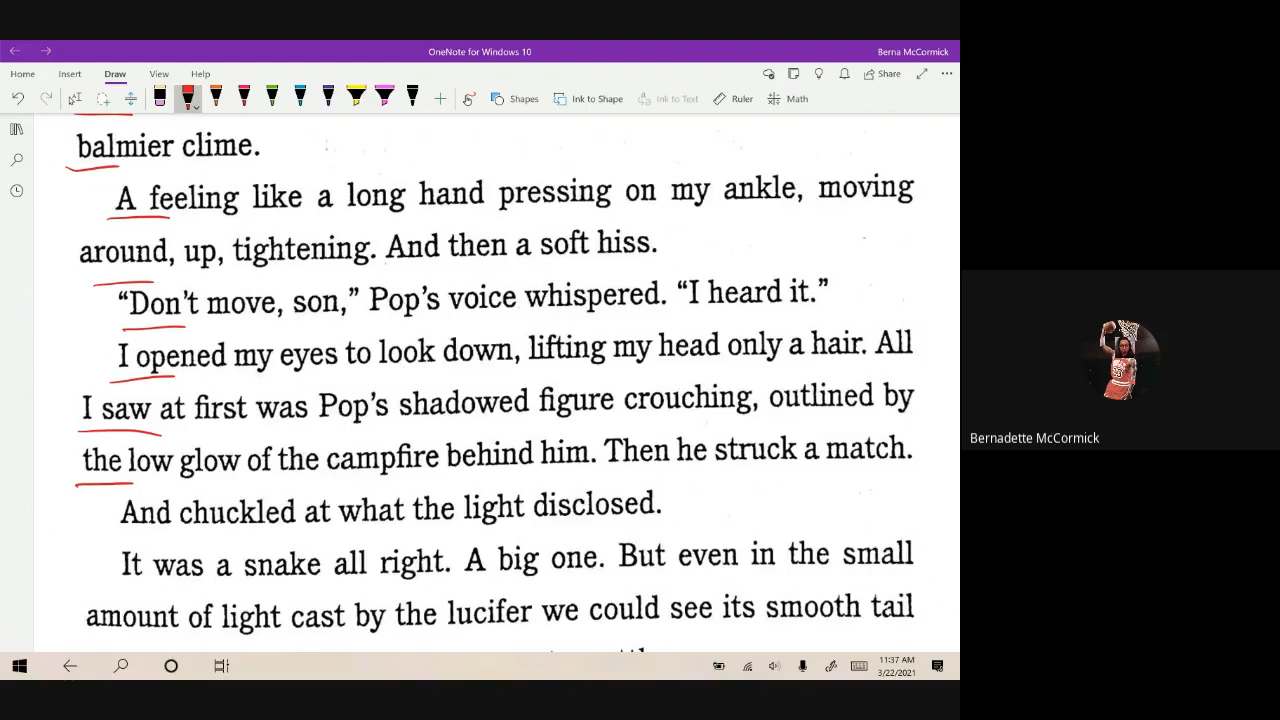 OneNote for Windows 10
Berna McCormick
Home Insert Draw View Help
Share
Shapes Ink to Shape Ink to Text Ruler Math
balmier clime.
A feeling like a long hand pressing on my ankle, moving
around, up, tightening. And then a soft hiss.
“Don’t move, son,” Pop’s voice whispered. “I heard it.”
I opened my eyes to look down, lifting my head only a hair. All
I saw at first was Pop’s shadowed figure crouching, outlined by
the low glow of the campfire behind him. Then he struck a match.
And chuckled at what the light disclosed.
It was a snake all right. A big one. But even in the small
amount of light cast by the lucifer we could see its smooth tail
Bernadette McCormick
11:37 AM
3/22/2021